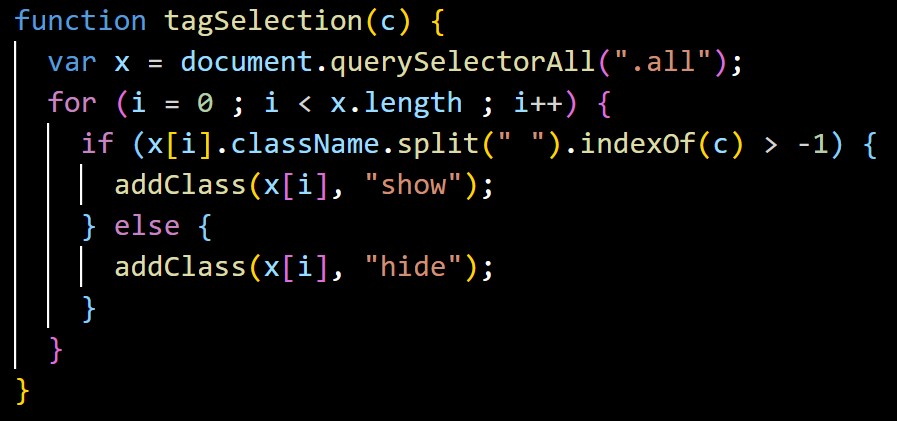 function tagSelection(c) {
var x = document.querySelectorAll(".all");
for (i = 0 ; i < x.length ; i++) {
if (x[i].className.split(" ").indexOf(c) > -1) {
addClass(x[i], "show");
} else {
addClass(x[i], "hide");
}
}
}